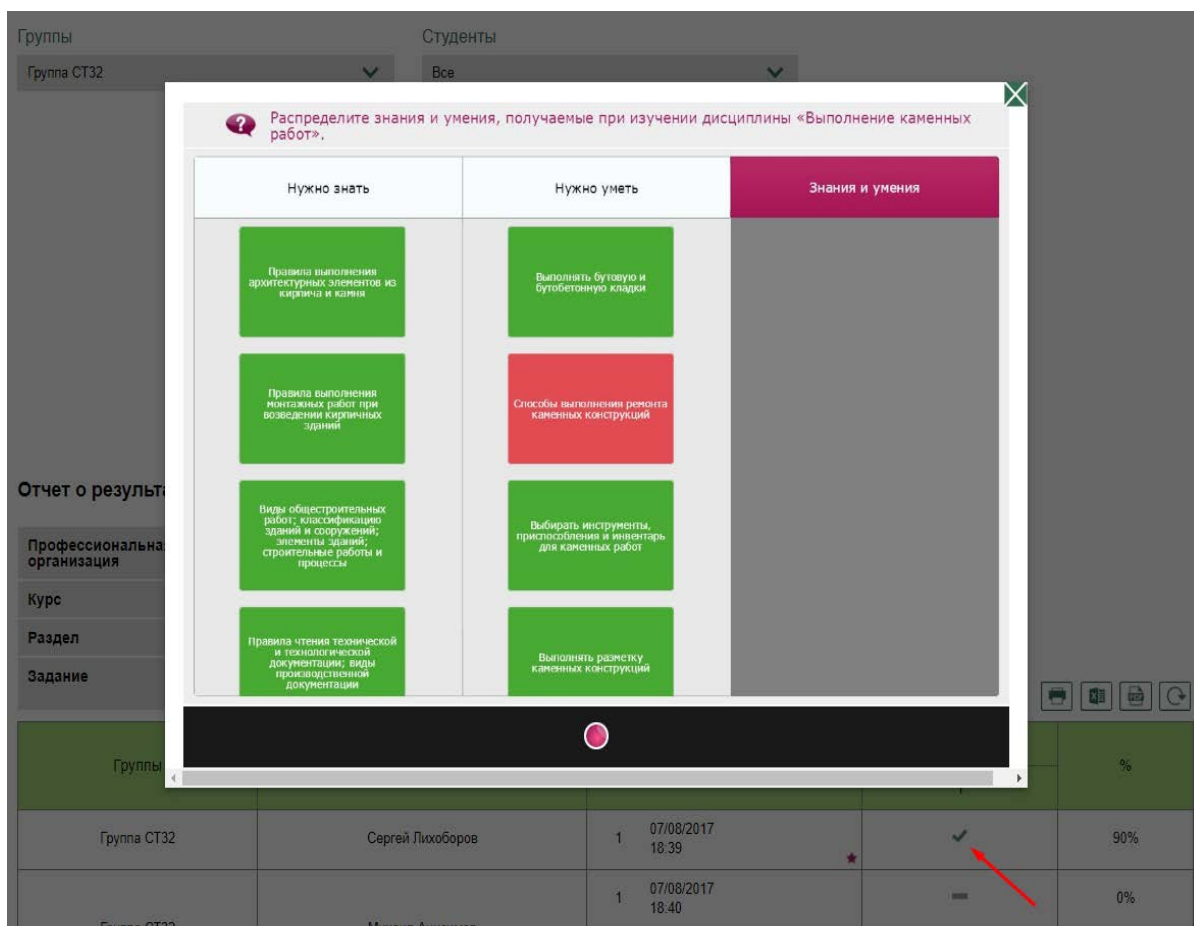 Группы
Студенты
Группа СТ32
Все
Распределите знания и умения, получаемые при изучении дисциплины «Выполнение каменных
работ».
Нужно знать
Нужно уметь
Знания и умения
Правила выполнения
архитектурных элементов из
кирпича и камня
Выполнять бутовую и
бутобетонную кладки
Правила выполнения
монтажных работ при
возведении кирпичных
зданий
Способы выполнения ремонта
каменных конструкций
Виды общестроительных
работ; классификацию
зданий и сооружений;
элементы зданий;
строительные работы и
процессы
Выбирать инструменты,
приспособления и инвентарь
для каменных работ
Правила чтения технической
и технологической
документации; виды
производственной
документации
Выполнять разметку
каменных конструкций
Отчет о результ
Профессиональна
организация
Курс
Раздел
Задание
Группы
%
Группа СТ32
Сергей Лихоборов
1
07/08/2017
18:39
90%
1
07/08/2017
18:40
0%